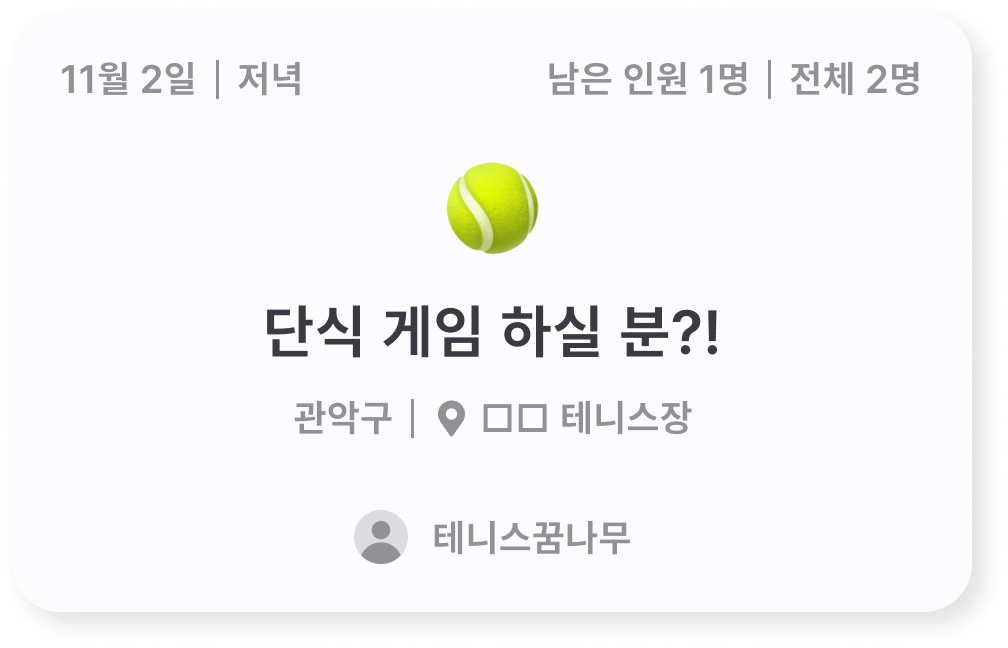 11월 2일 | 저녁
남은 인원 1명 | 전체 2명
단식 게임 하실 분?!
관악구 | □□ 테니스장
테니스꿈나무